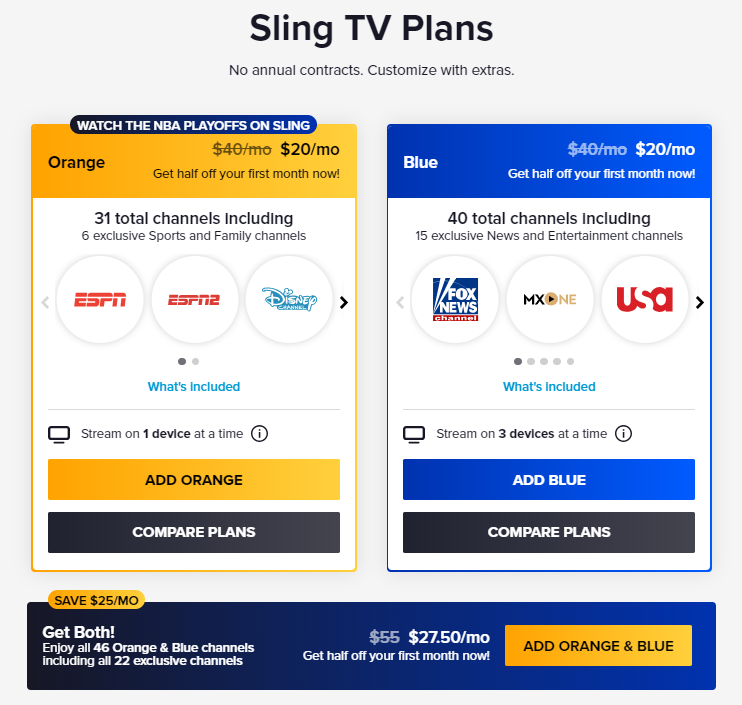 Sling TV Plans
No annual contracts. Customize with extras.
WATCH THE NBA PLAYOFFS ON SLING
Orange
$40/mo $20/mo
Get half off your first month now!
31 total channels including
6 exclusive Sports and Family channels
ESPN
ESPN2
Disney
CHANNEL
What's included
Stream on 1 device at a time
ADD ORANGE
COMPARE PLANS
Blue
$40/mo $20/mo
Get half off your first month now!
40 total channels including
15 exclusive News and Entertainment channels
FOX
NEWS
channel
MX ONE
usa
What's included
Stream on 3 devices at a time
ADD BLUE
COMPARE PLANS
SAVE $25/MO
Get Both!
Enjoy all 46 Orange & Blue channels
including all 22 exclusive channels
$55 $27.50/mo
Get half off your first month now!
ADD ORANGE & BLUE